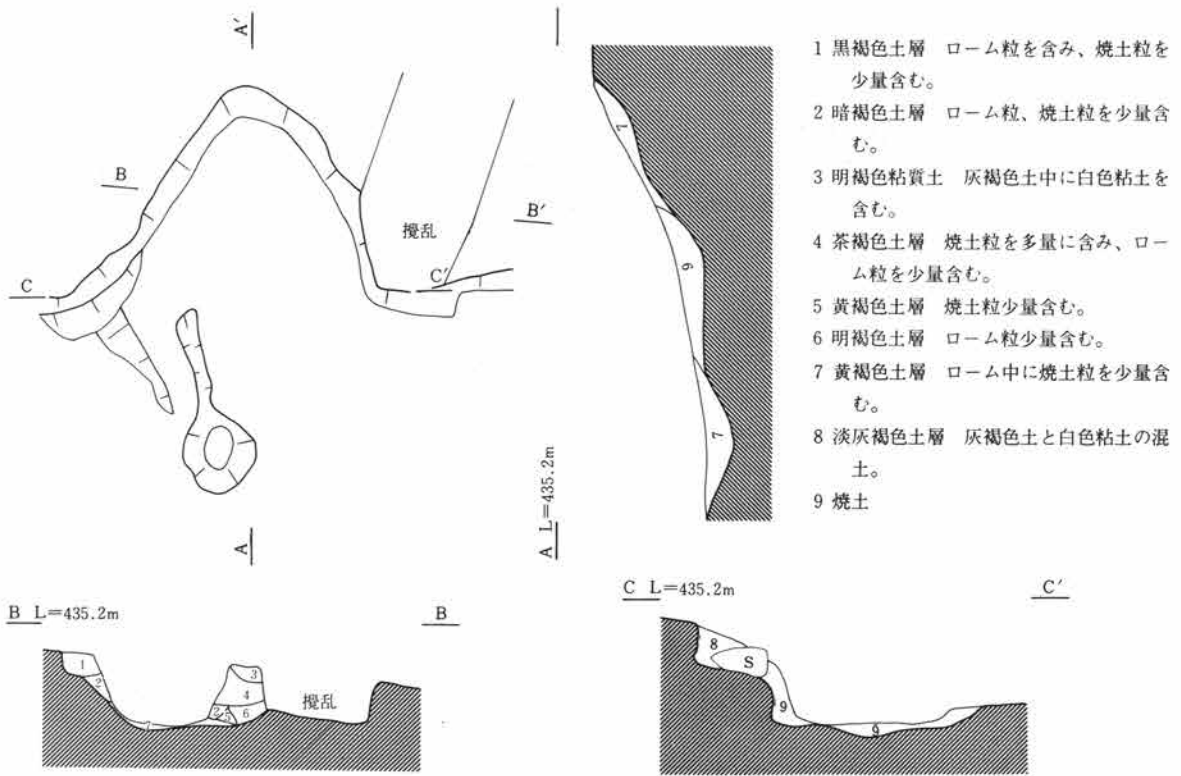 A′
B
B′
攪乱
C
C′
A
A L=435.2m
1 黒褐色土層　ローム粒を含み、焼土粒を
少量含む。
2 暗褐色土層　ローム粒、焼土粒を少量含
む。
3 明褐色粘質土　灰褐色土中に白色粘土を
含む。
4 茶褐色土層　焼土粒を多量に含み、ロー
ム粒を少量含む。
5 黄褐色土層　焼土粒少量含む。
6 明褐色土層　ローム粒少量含む。
7 黄褐色土層　ローム中に焼土粒を少量含
む。
8 淡灰褐色土層　灰褐色土と白色粘土の混
土。
9 焼土
7
9
7
B L=435.2m
B
1
2
7
3
4
2
5
6
攪乱
C L=435.2m
C′
8
S
9
9